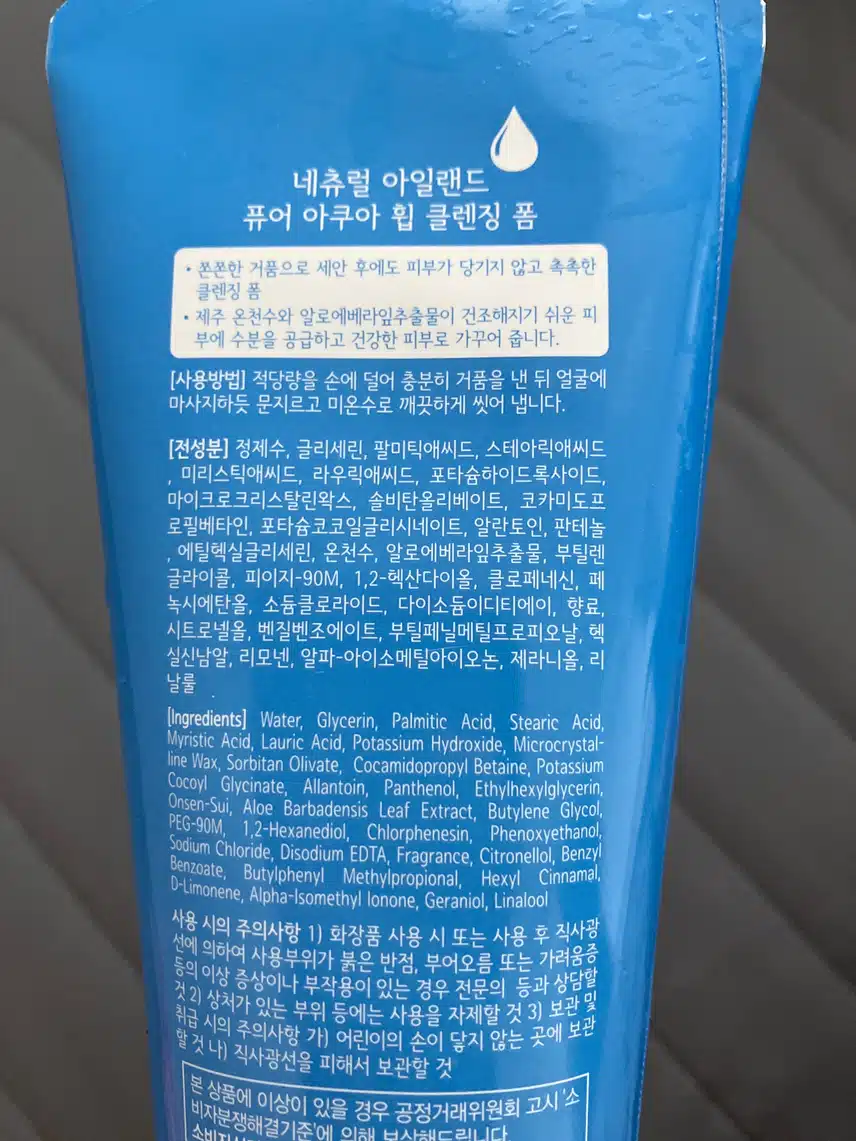 네츄럴 아일랜드
퓨어 아쿠아 휩 클렌징 폼
• 쫀쫀한 거품으로 세안 후에도 피부가 당기지 않고 촉촉한
클렌징 폼
• 제주 온천수와 알로에베라잎추출물이 건조해지기 쉬운 피
부에 수분을 공급하고 건강한 피부로 가꾸어 줍니다.
[사용방법] 적당량을 손에 덜어 충분히 거품을 낸 뒤 얼굴에
마사지하듯 문지르고 미온수로 깨끗하게 씻어 냅니다.
[전성분] 정제수, 글리세린, 팔미틱애씨드, 스테아릭애씨드
, 미리스틱애씨드, 라우릭애씨드, 포타슘하이드록사이드,
마이크로크리스탈린왁스, 솔비탄올리베이트, 코카미도프
로필베타인, 포타슘코코일글리시네이트, 알란토인, 판테놀
, 에틸헥실글리세린, 온천수, 알로에베라잎추출물, 부틸렌
글라이콜, 피이지-90M, 1,2-헥산다이올, 클로페네신, 페
녹시에탄올, 소듐클로라이드, 다이소듐이디티에이, 향료,
시트로넬올, 벤질벤조에이트, 부틸페닐메틸프로피오날, 헥
실신남알, 리모넨, 알파-아이소메틸아이오논, 제라니올, 리
날룰
[Ingredients] Water, Glycerin, Palmitic Acid, Stearic Acid,
Myristic Acid, Lauric Acid, Potassium Hydroxide, Microcrystal-
line Wax, Sorbitan Olivate, Cocamidopropyl Betaine, Potassium
Cocoyl Glycinate, Allantoin, Panthenol, Ethylhexylglycerin,
Onsen-Sui, Aloe Barbadensis Leaf Extract, Butylene Glycol,
PEG-90M, 1,2-Hexanediol, Chlorphenesin, Phenoxyethanol,
Sodium Chloride, Disodium EDTA, Fragrance, Citronellol, Benzyl
Benzoate, Butylphenyl Methylpropional, Hexyl Cinnamal,
D-Limonene, Alpha-Isomethyl Ionone, Geraniol, Linalool
사용 시의 주의사항 1) 화장품 사용 시 또는 사용 후 직사광
선에 의하여 사용부위가 붉은 반점, 부어오름 또는 가려움증
등의 이상 증상이나 부작용이 있는 경우 전문의 등과 상담할
것 2) 상처가 있는 부위 등에는 사용을 자제할 것 3) 보관 및
취급 시의 주의사항 가) 어린이의 손이 닿지 않는 곳에 보관
할 것 나) 직사광선을 피해서 보관할 것
본 상품에 이상이 있을 경우 공정거래위원회 고시 '소
비자분쟁해결기준'에 의해 보상해드립니다.